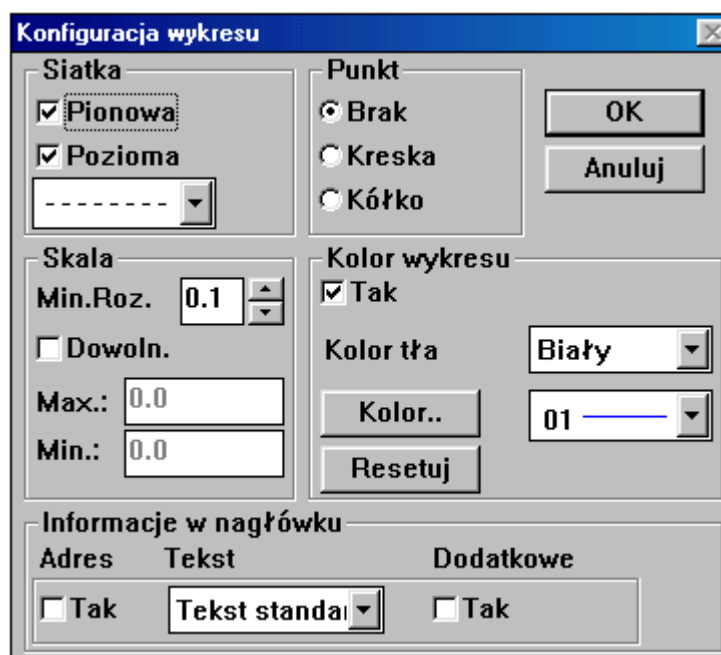 Konfiguracja wykresu
Siatka
Pionowa
Pozioma
Punkt
Brak
Kreska
Kółko
OK
Anuluj
Skala
Min.Roz. 0.1
Dowoln.
Max.: 0.0
Min.: 0.0
Kolor wykresu
Tak
Kolor tła Biały
Kolor.. 01
Resetuj
Informacje w nagłówku
Adres Tekst Dodatkowe
Tak Tekst standa Tak